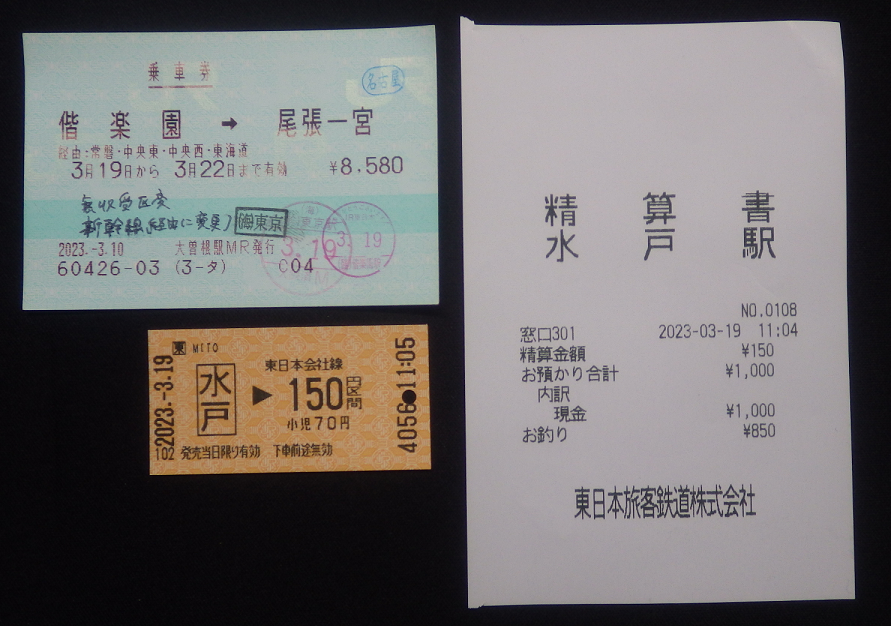 乗車券
名古屋
偕楽園 → 尾張一宮
経由:常磐・中央東・中央西・東海道
3月19日から 3月22日まで有効 ¥8,580
無収受区変
新幹線経由に変更 東京
3.19
3. 19
2023.-3.10 大曽根駅MR発行
60426-03 (3-タ) C04
東 MITO
水戸 ▶ 150円区間
東日本会社線
小児70円
2023.-3.19
4056●11:05
102 発売当日限り有効 下車前途無効
精算書
水戸駅
NO.0108
窓口301 2023-03-19 11:04
精算金額 ¥150
お預かり合計 ¥1,000
内訳
現金 ¥1,000
お釣り ¥850
東日本旅客鉄道株式会社